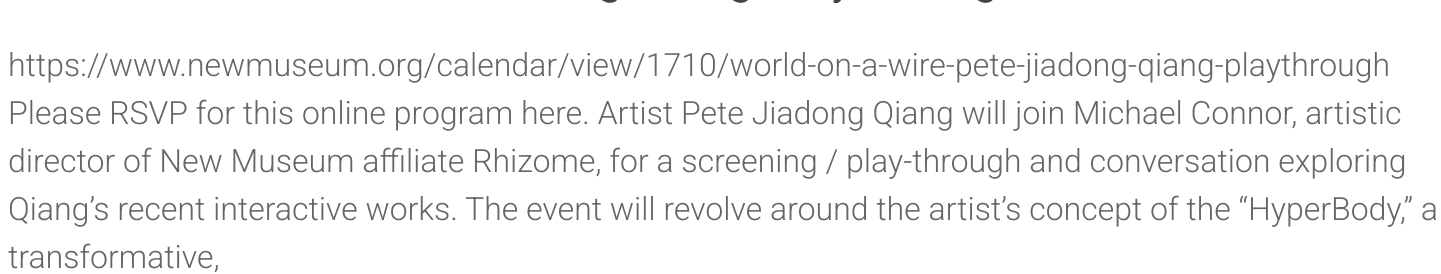 https://www.newmuseum.org/calendar/view/1710/world-on-a-wire-pete-jiadong-qiang-playthrough
Please RSVP for this online program here. Artist Pete Jiadong Qiang will join Michael Connor, artistic
director of New Museum affiliate Rhizome, for a screening / play-through and conversation exploring
Qiang’s recent interactive works. The event will revolve around the artist’s concept of the “HyperBody,” a
transformative,